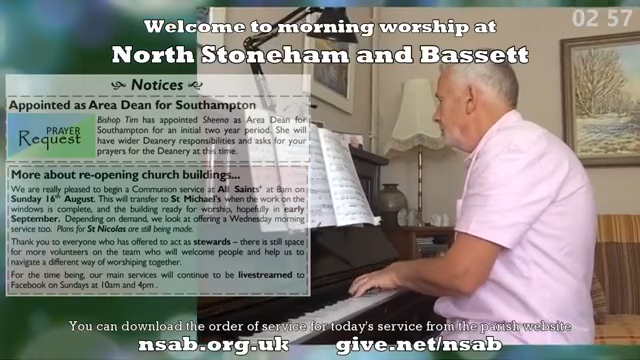 02 57
Welcome to morning worship at
North Stoneham and Bassett
Notices
Appointed as Area Dean for Southampton
PRAYER
Request
Bishop Tim has appointed Sheena as Area Dean for
Southampton for an initial two year period. She will
have wider Deanery responsibilities and asks for your
prayers for the Deanery at this time.
More about re-opening church buildings...
We are really pleased to begin a Communion service at All Saints' at 8am on
Sunday 16th August. This will transfer to St Michael's when the work on the
windows is complete, and the building ready for worship, hopefully in early
September. Depending on demand, we look at offering a Wednesday morning
service too. Plans for St Nicolas are still being made.
Thank you to everyone who has offered to act as stewards – there is still space
for more volunteers on the team who will welcome people and help us to
navigate a different way of worshiping together.
For the time being, our main services will continue to be livestreamed to
Facebook on Sundays at 10am and 4pm .
You can download the order of service for today's service from the parish website
nsab.org.uk give.net/nsab